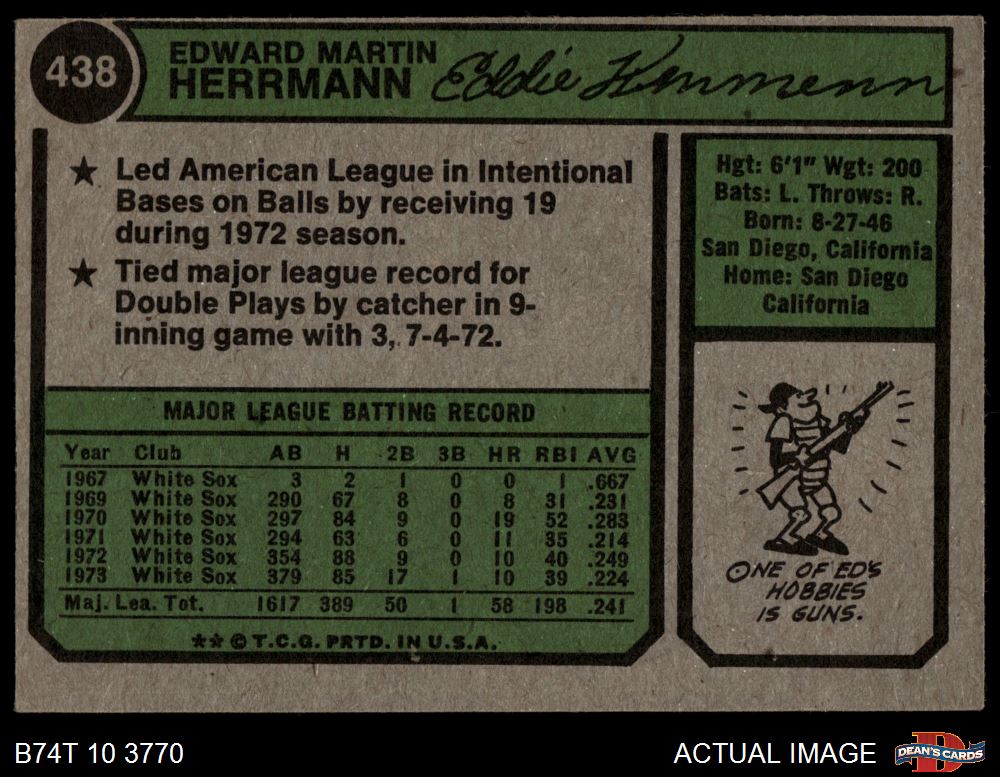 438
EDWARD MARTIN
HERRMANN
Eddie Herrmann
★ Led American League in Intentional
Bases on Balls by receiving 19
during 1972 season.
★ Tied major league record for
Double Plays by catcher in 9-
inning game with 3, 7-4-72.
Hgt: 6'1" Wgt: 200
Bats: L. Throws: R.
Born: 8-27-46
San Diego, California
Home: San Diego
California
MAJOR LEAGUE BATTING RECORD
Year Club AB H 2B 3B HR RBI AVG
1967 White Sox 3 2 1 0 0 1 .667
1969 White Sox 290 67 8 0 8 31 .231
1970 White Sox 297 84 9 0 19 52 .283
1971 White Sox 294 63 6 0 11 35 .214
1972 White Sox 354 88 9 0 10 40 .249
1973 White Sox 379 85 17 1 10 39 .224
Maj. Lea. Tot. 1617 389 50 1 58 198 .241
★★ © T.C.G. PRTD. IN U.S.A.
ONE OF ED'S
HOBBIES
IS GUNS.
B74T 10 3770
ACTUAL IMAGE
D
DEAN'S CARDS